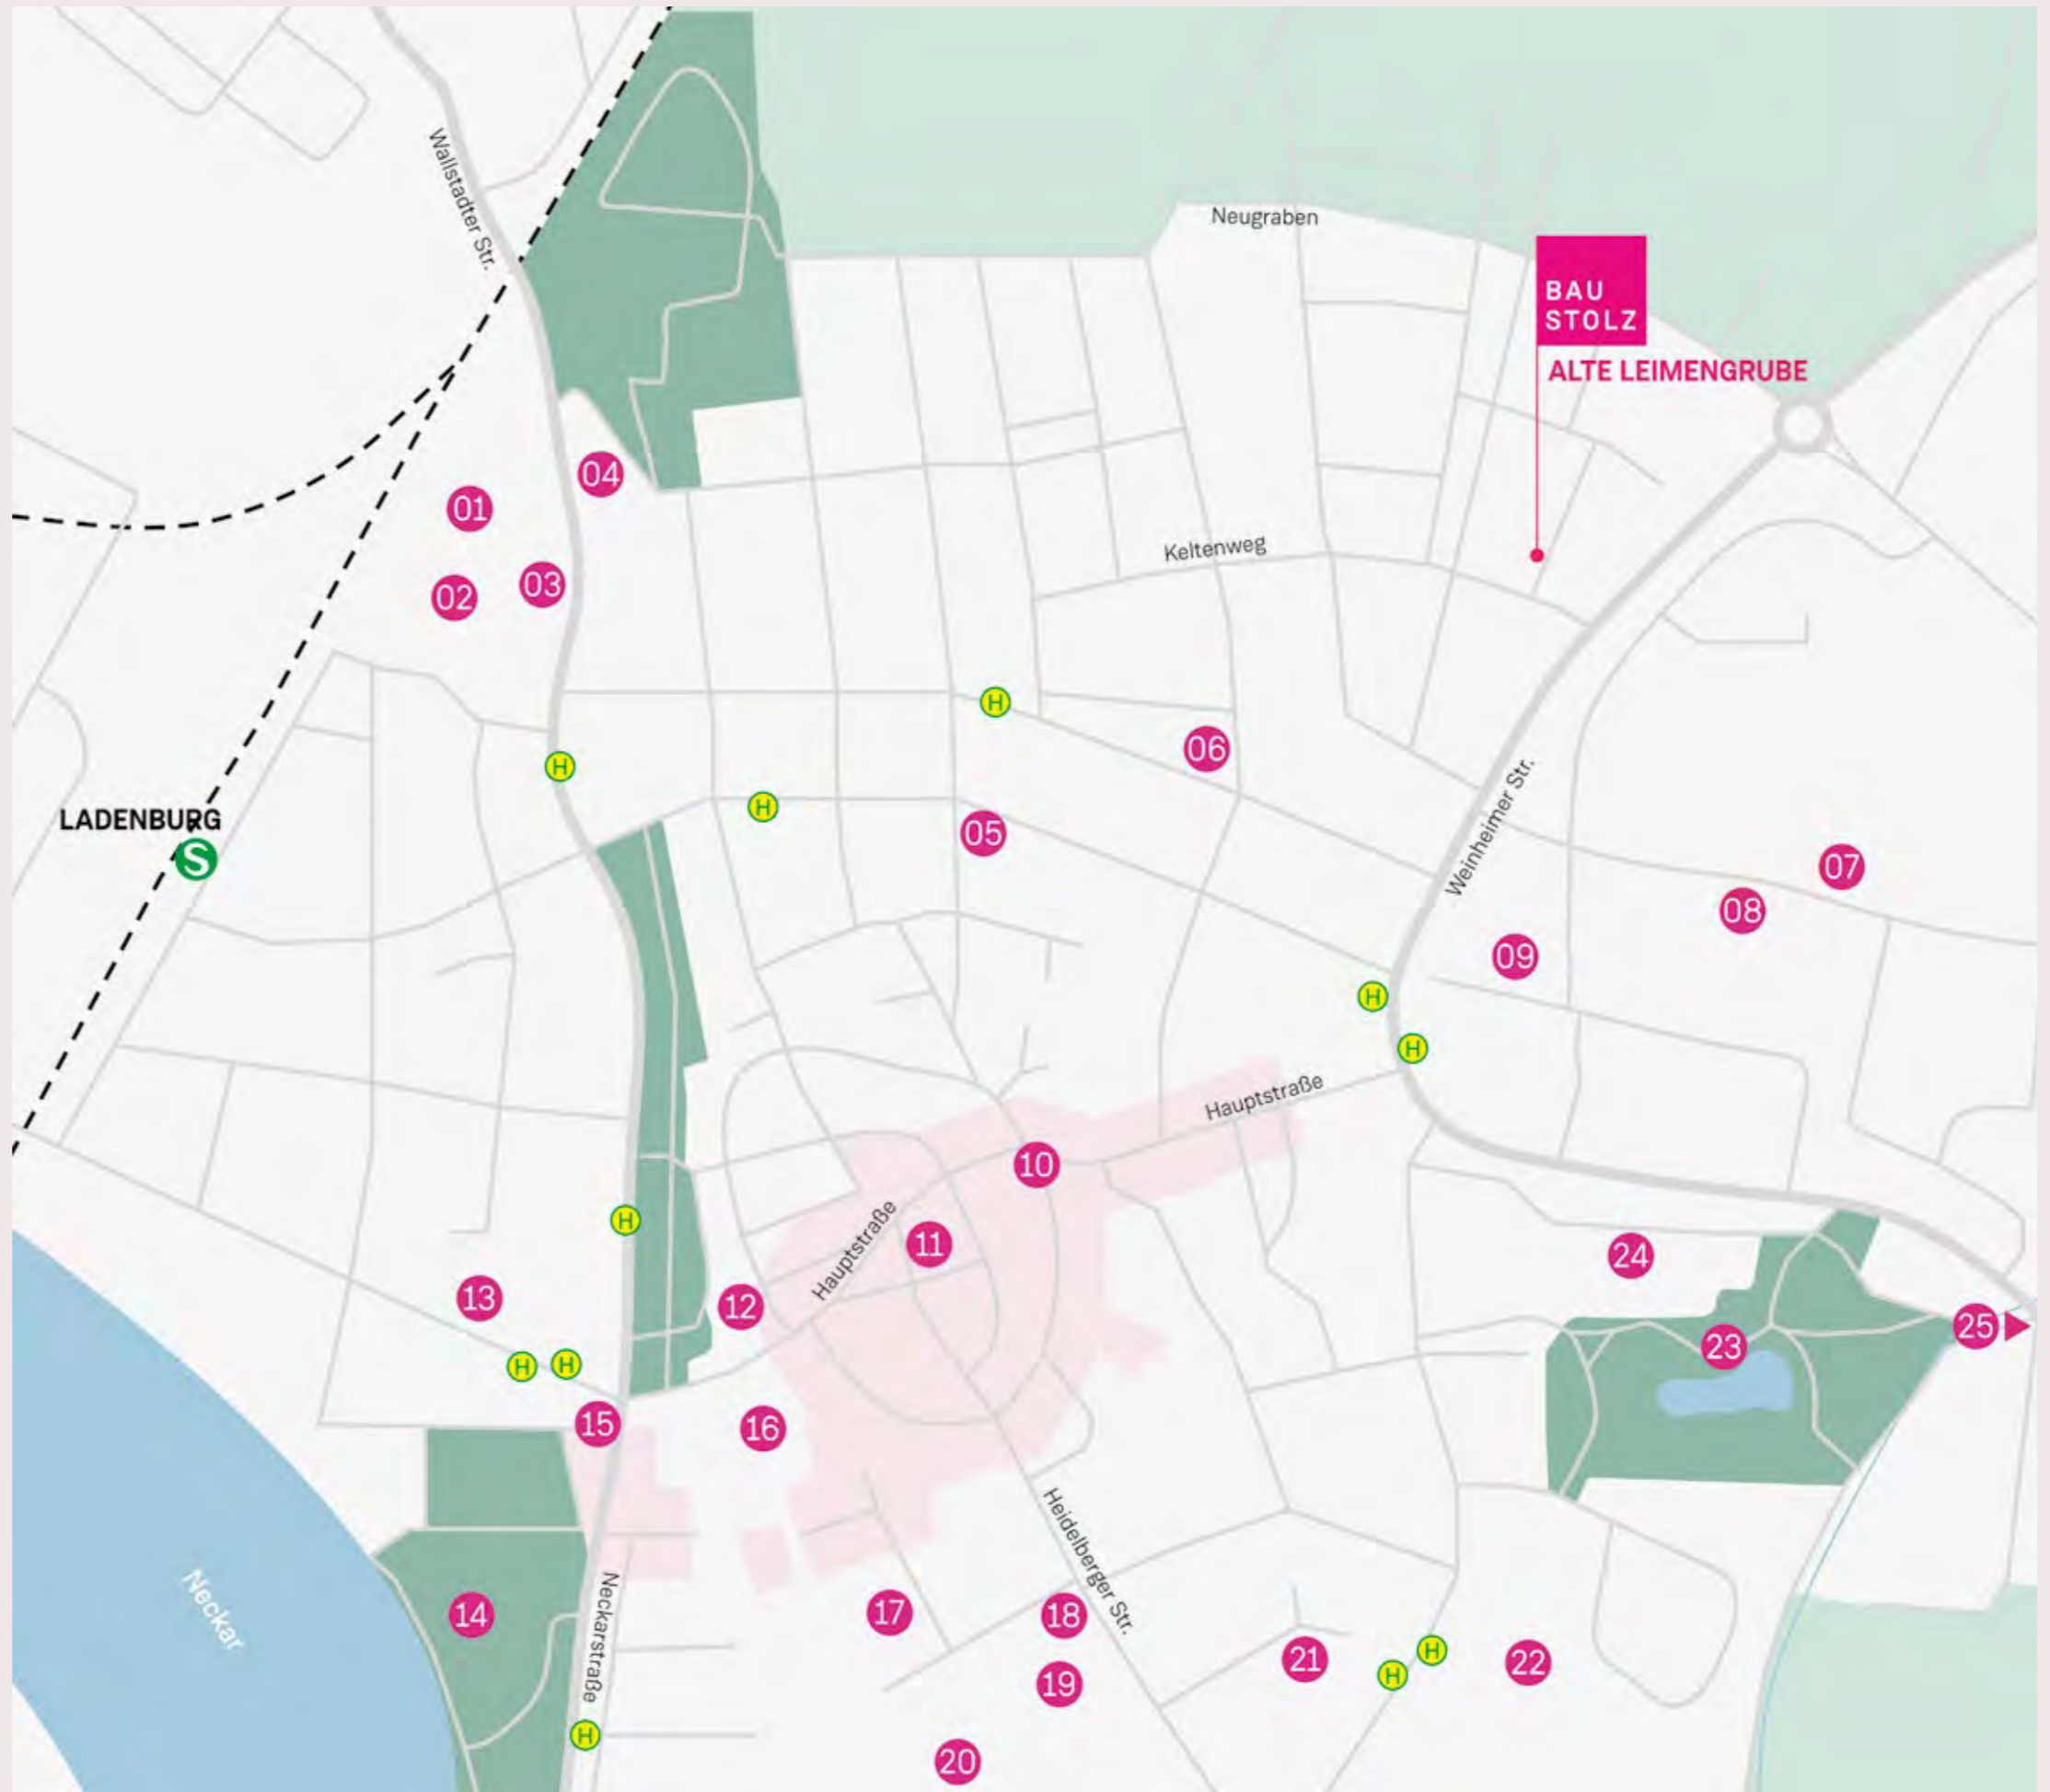 Wallstadter Str.
Neugraben
BAU
STOLZ
ALTE LEIMENGRUBE
04
01
Keltenweg
02
03
H
06
H
H
05
LADENBURG
S
Weinheimer Str.
07
08
09
H
H
Hauptstraße
10
H
Hauptstraße
11
24
13
12
25
23
H
H
15
16
Heidelberger Str.
Neckar
Neckarstraße
14
17
18
H
21
H
22
19
H
20